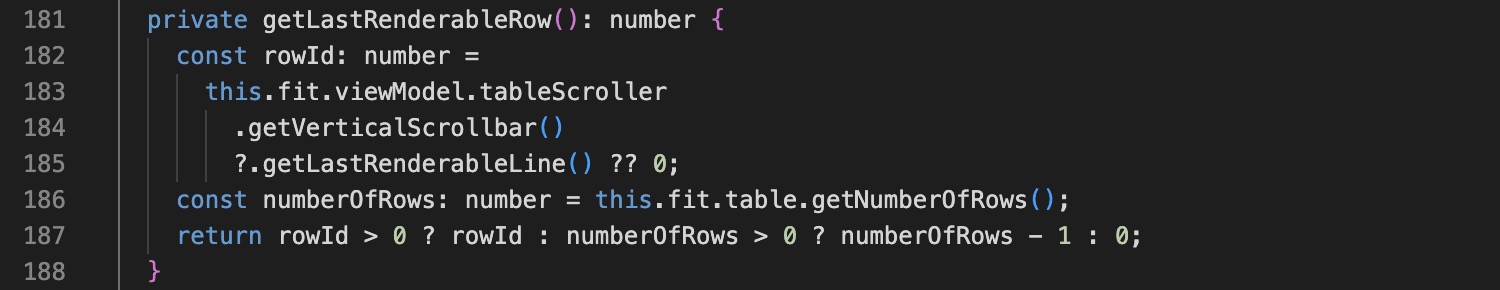 181 private getLastRenderableRow(): number {
182 const rowId: number =
183 this.fit.viewModel.tableScroller
184 .getVerticalScrollbar()
185 ?.getLastRenderableLine() ?? 0;
186 const numberOfRows: number = this.fit.table.getNumberOfRows();
187 return rowId > 0 ? rowId : numberOfRows > 0 ? numberOfRows - 1 : 0;
188 }